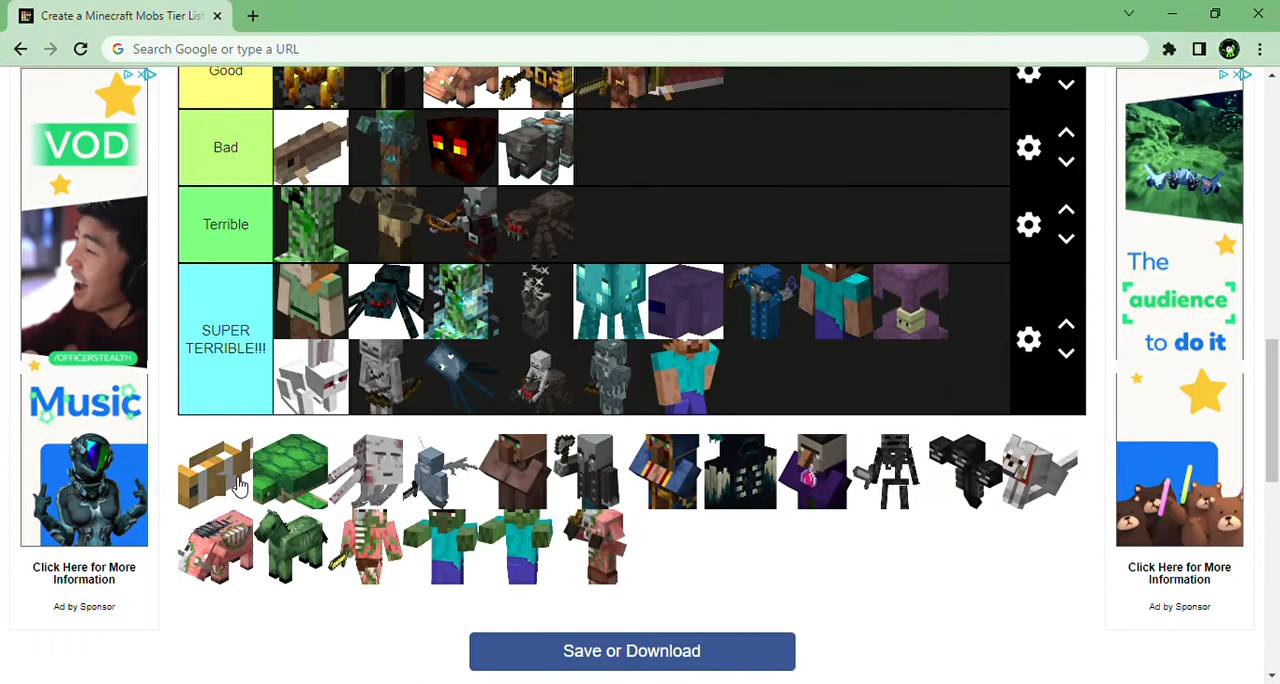 Create a Minecraft Mobs Tier List
Search Google or type a URL
VOD
/OFFICERSTEALTH
Music
Click Here for More
Information
Ad by Sponsor
Good
Bad
Terrible
SUPER
TERRIBLE!!!
Save or Download
The
audience
to do it
Click Here for More
Information
Ad by Sponsor